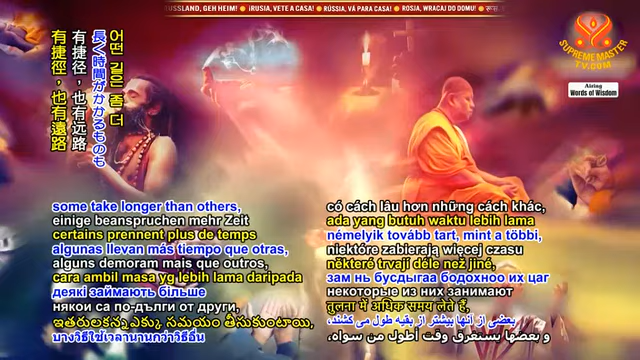 USSLAND, GEH HEIM! ¡RUSIA, VETE A CASA! RÚSSIA, VÁ PARA CASA! ROSJA, WRACAJ DO DOMU!
SUPREME MASTER
TV.COM
Airing
Words of Wisdom
어떤 길은 좀 더
長く時間がかかるものも
有捷径，也有远路
有捷徑，也有遠路
some take longer than others,
einige beanspruchen mehr Zeit
certains prennent plus de temps
algunas llevan más tiempo que otras,
alguns demoram mais que outros,
cara ambil masa yg lebih lama daripada
деякі займають більше
някои са по-дълги от други,
ఇతరులకన్న ఎక్కు సమయం తీసుకుంటాయి,
บางวิธีใช้เวลานานกว่าวิธีอื่น
có cách lâu hơn những cách khác,
ada yang butuh waktu lebih lama
némelyik tovább tart, mint a többi,
niektóre zabierają więcej czasu
některé trvají déle než jiné,
зам нь бусдыгаа бодохноо их цаг
некоторые из них занимают
तुलना में अधिक समय लेते हैं,
بعضی از آنها بیشتر از بقیه طول می کشند،
و بعضها يستغرق وقت أطول من سواه،